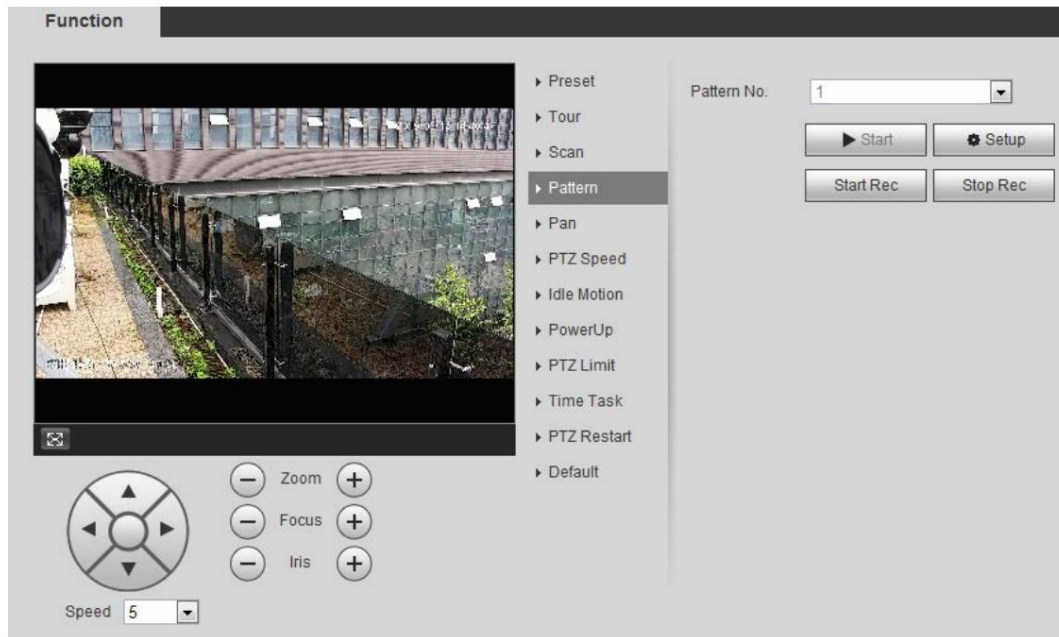 Function
Preset
Tour
Scan
Pattern
Pan
PTZ Speed
Idle Motion
PowerUp
PTZ Limit
Time Task
PTZ Restart
Default
Pattern No. 1
Start Setup
Start Rec Stop Rec
Zoom
Focus
Iris
Speed 5